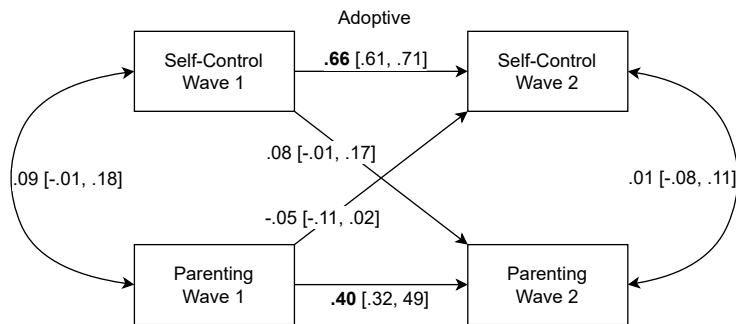 Adoptive
Self-Control
Wave 1
.66 [.61, .71]
Self-Control
Wave 2
.09 [-.01, .18]
.08 [-.01, .17]
.01 [-.08, .11]
-.05 [-.11, .02]
Parenting
Wave 1
.40 [.32, 49]
Parenting
Wave 2